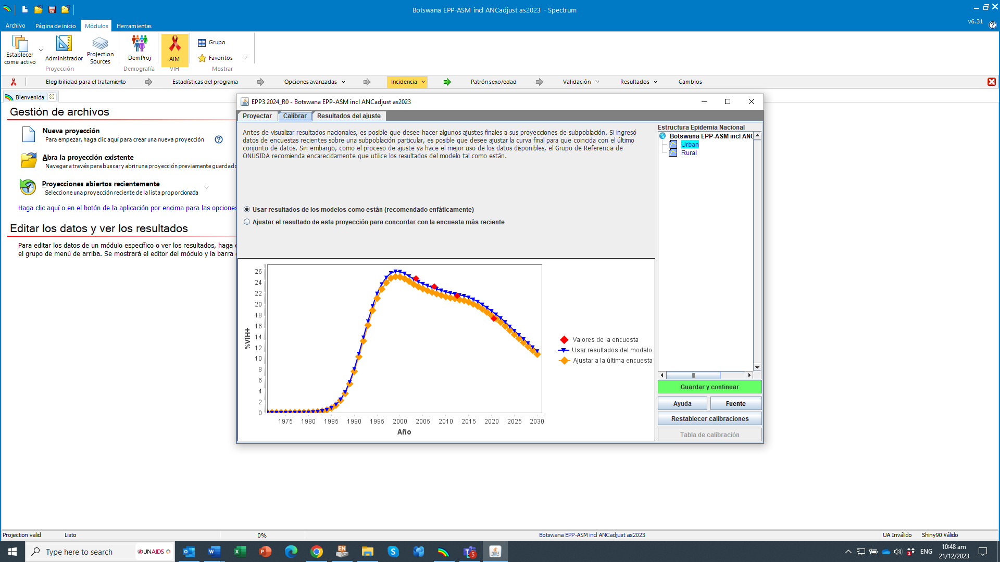 Botswana EPP-ASM incl ANCadjust as2023 - Spectrum
Archivo
Página de inicio
Módulos
Herramientas
v6.31
Establecer
come activo
Administrador
Projection
Sources
Proyección
DemProj
Demografía
AIM
VIH
Grupo
Favoritos
Mostrar
Elegibilidad para el tratamiento
Estadísticas del programa
Opciones avanzadas
Incidencia
Patrón sexo/edad
Validación
Resultados
Cambios
Bienvenida
Gestión de archivos
Nueva proyección
Para empezar, haga clic aquí para crear una nueva proyección
Abra la proyección existente
Navegar a través para buscar y abrir una proyección previamente guardado
Proyecciones abiertos recientemente
Seleccione una proyección reciente de la lista proporcionada
Haga clic aquí o en el botón de la aplicación por encima para las opciones
Editar los datos y ver los resultados
Para editar los datos de un módulo específico o ver los resultados, haga
el grupo de menú de arriba. Se mostrará el editor del módulo y la barra
EPP3 2024_R0 - Botswana EPP-ASM incl ANCadjust as2023
Proyectar
Calibrar
Resultados del ajuste
Antes de visualizar resultados nacionales, es posible que desee hacer algunos ajustes finales a sus proyecciones de subpoblación. Si ingresó
datos de encuestas recientes sobre una subpoblación particular, es posible que desee ajustar la curva final para que coincida con el último
conjunto de datos. Sin embargo, como el proceso de ajuste ya hace el mejor uso de los datos disponibles, el Grupo de Referencia de
ONUSIDA recomienda encarecidamente que utilice los resultados del modelo tal como están.
Usar resultados de los modelos como están (recomendado enfáticamente)
Ajustar el resultado de esta proyección para concordar con la encuesta más reciente
26
24
22
20
18
16
14
12
10
8
6
4
2
0
%VIH+
1975 1980 1985 1990 1995 2000 2005 2010 2015 2020 2025 2030
Año
Valores de la encuesta
Usar resultados del modelo
Ajustar a la última encuesta
Estructura Epidemia Nacional
Botswana EPP-ASM incl ANC
Urban
Rural
Guardar y continuar
Ayuda
Fuente
Restablecer calibraciones
Tabla de calibración
Projection valid
Listo
0%
Botswana EPP-ASM incl ANCadjust as2023
UA Inválido
Shiny90 Válido
Type here to search
UNAIDS
EN
5
2
ENG
10:48 am
21/12/2023